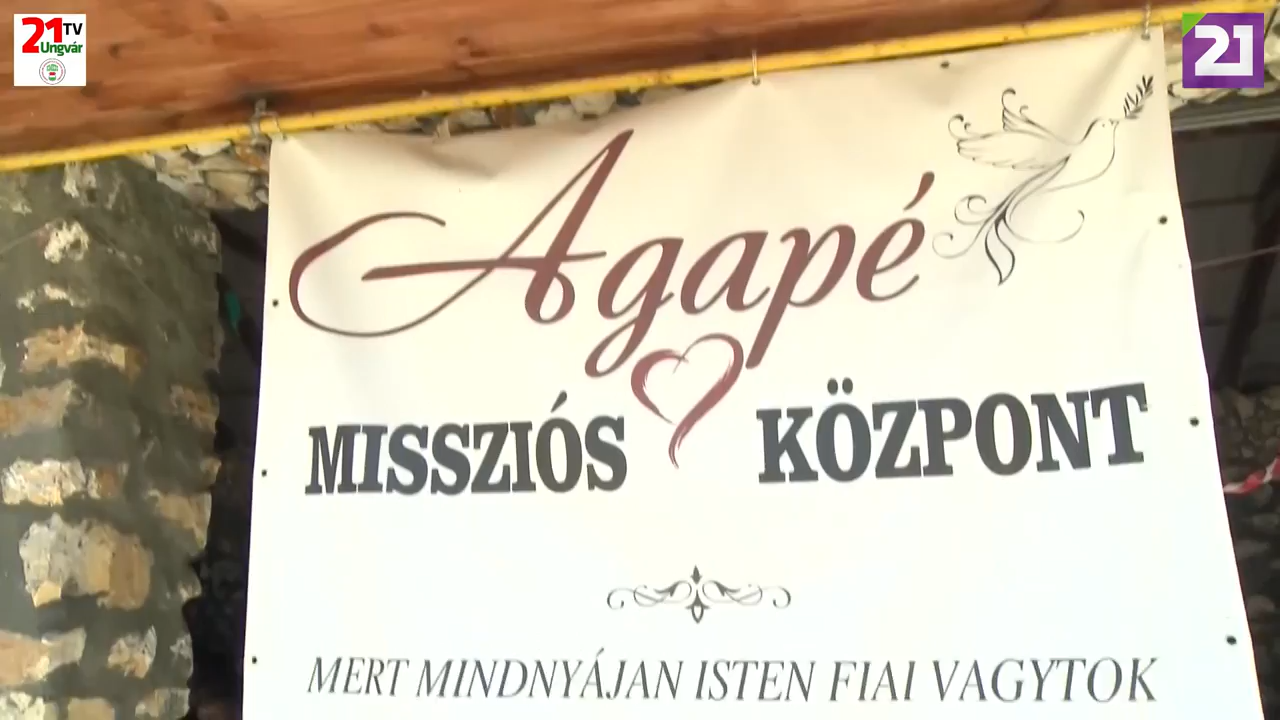 21 TV
Ungvár
21
Agapé
MISSZIÓS KÖZPONT
MERT MINDNYÁJAN ISTEN FIAI VAGYTOK